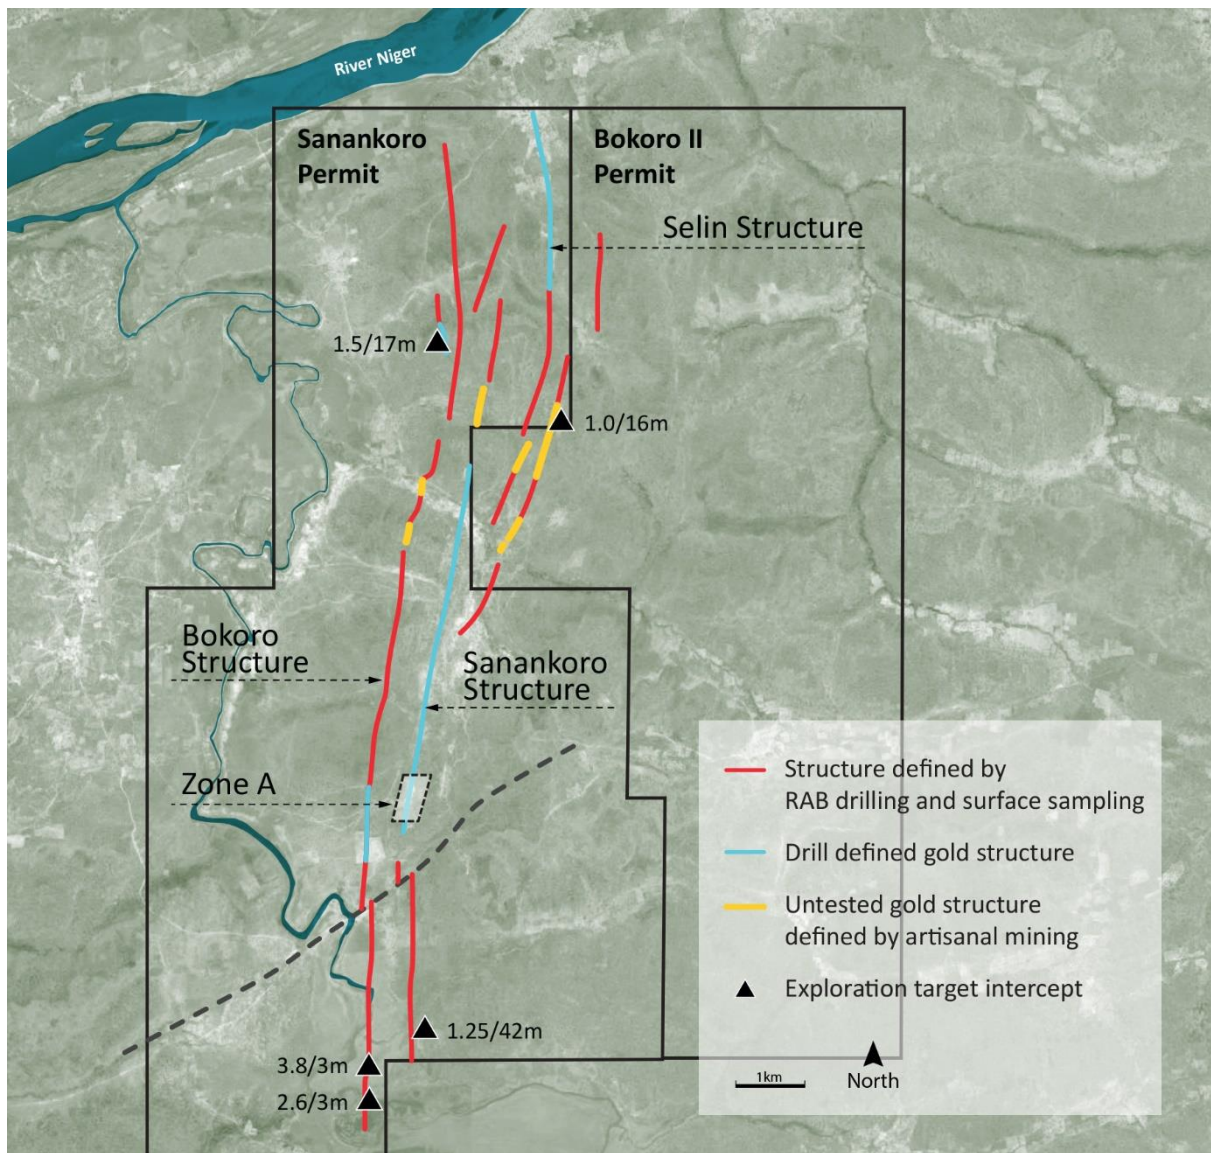 River Niger
Sanankoro
Permit
Bokoro II
Permit
Selin Structure
1.5/17m
1.0/16m
Bokoro
Structure
Sanankoro
Structure
Zone A
Structure defined by
RAB drilling and surface sampling
Drill defined gold structure
Untested gold structure
defined by artisanal mining
Exploration target intercept
1.25/42m
3.8/3m
2.6/3m
1km
North